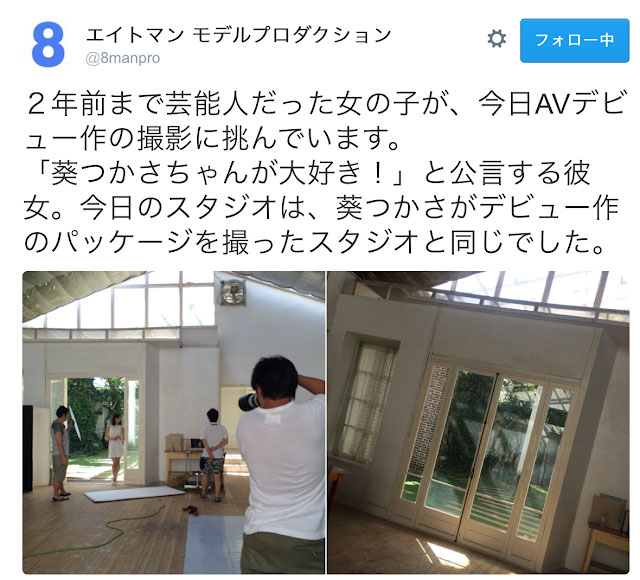 8
エイトマン モデルプロダクション
@8manpro
フォロー中
２年前まで芸能人だった女の子が、今日AVデビ
ュー作の撮影に挑んでいます。
「葵つかさちゃんが大好き！」と公言する彼
女。今日のスタジオは、葵つかさがデビュー作
のパッケージを撮ったスタジオと同じでした。